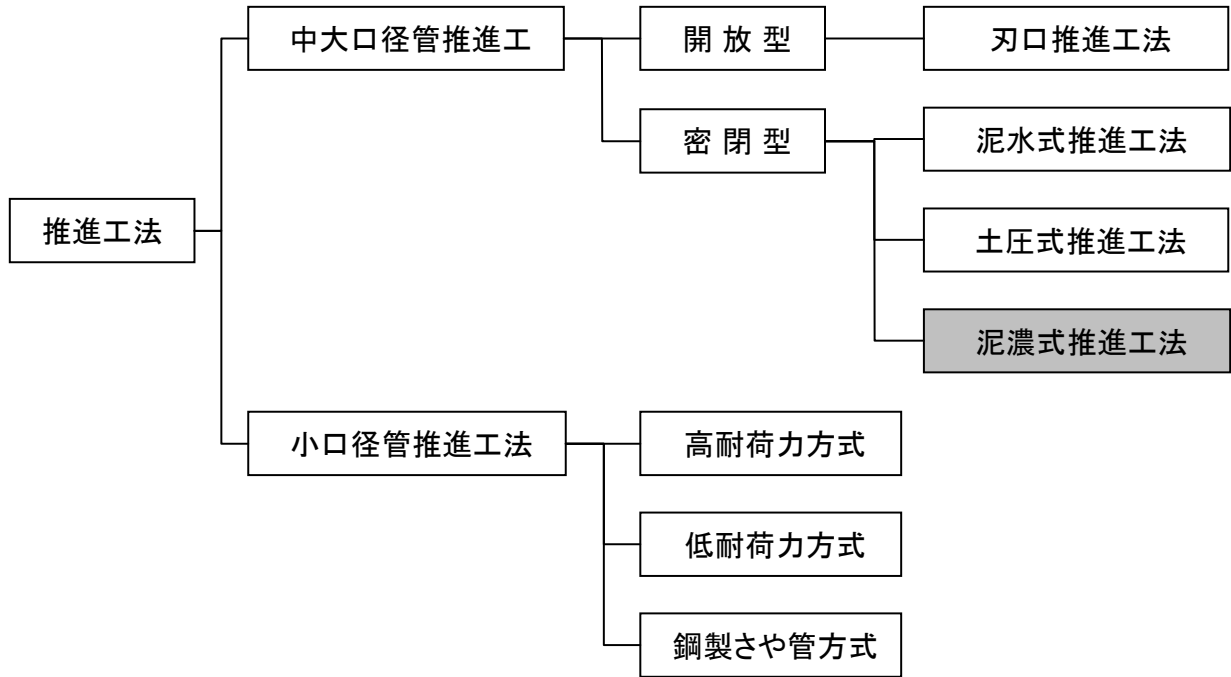 中大口径管推進工
開放型
刃口推進工法
密閉型
泥水式推進工法
推進工法
土圧式推進工法
泥濃式推進工法
小口径管推進工法
高耐荷力方式
低耐荷力方式
鋼製さや管方式